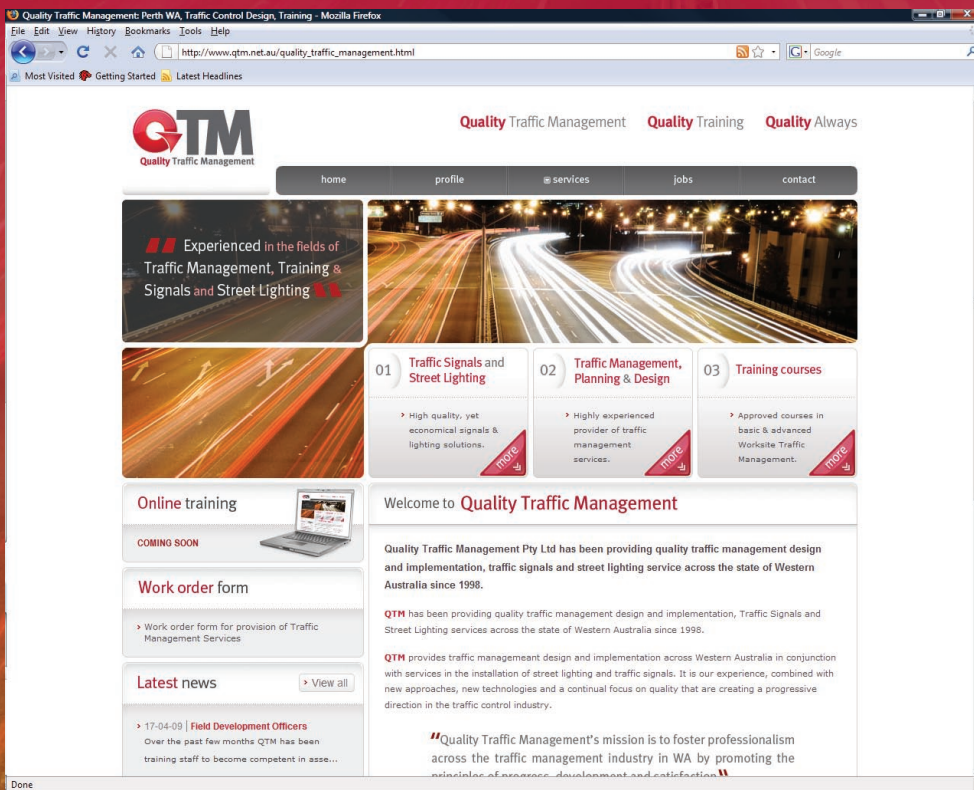 Quality Traffic Management: Perth WA, Traffic Control Design, Training - Mozilla Firefox
File Edit View History Bookmarks Tools Help
http://www.qtm.net.au/quality_traffic_management.html
G Google
Most Visited Getting Started Latest Headlines
QTM
Quality Traffic Management
Quality Traffic Management Quality Training Quality Always
home profile services jobs contact
Experienced in the fields of
Traffic Management, Training &
Signals and Street Lighting
01 Traffic Signals and
Street Lighting
High quality, yet
economical signals &
lighting solutions.
more
02 Traffic Management,
Planning & Design
Highly experienced
provider of traffic
management
services.
more
03 Training courses
Approved courses in
basic & advanced
Worksite Traffic
Management.
more
Online training
COMING SOON
Work order form
Work order form for provision of Traffic
Management Services
Latest news
View all
17-04-09 | Field Development Officers
Over the past few months QTM has been
training staff to become competent in asse...
Welcome to Quality Traffic Management
Quality Traffic Management Pty Ltd has been providing quality traffic management design
and implementation, traffic signals and street lighting service across the state of Western
Australia since 1998.
QTM has been providing quality traffic management design and implementation, Traffic Signals and
Street Lighting services across the state of Western Australia since 1998.
QTM provides traffic managemeant design and implementation across Western Australia in conjunction
with services in the installation of street lighting and traffic signals. It is our experience, combined with
new approaches, new technologies and a continual focus on quality that are creating a progressive
direction in the traffic control industry.
"Quality Traffic Management's mission is to foster professionalism
across the traffic management industry in WA by promoting the
principles of progress, development and satisfaction"
Done